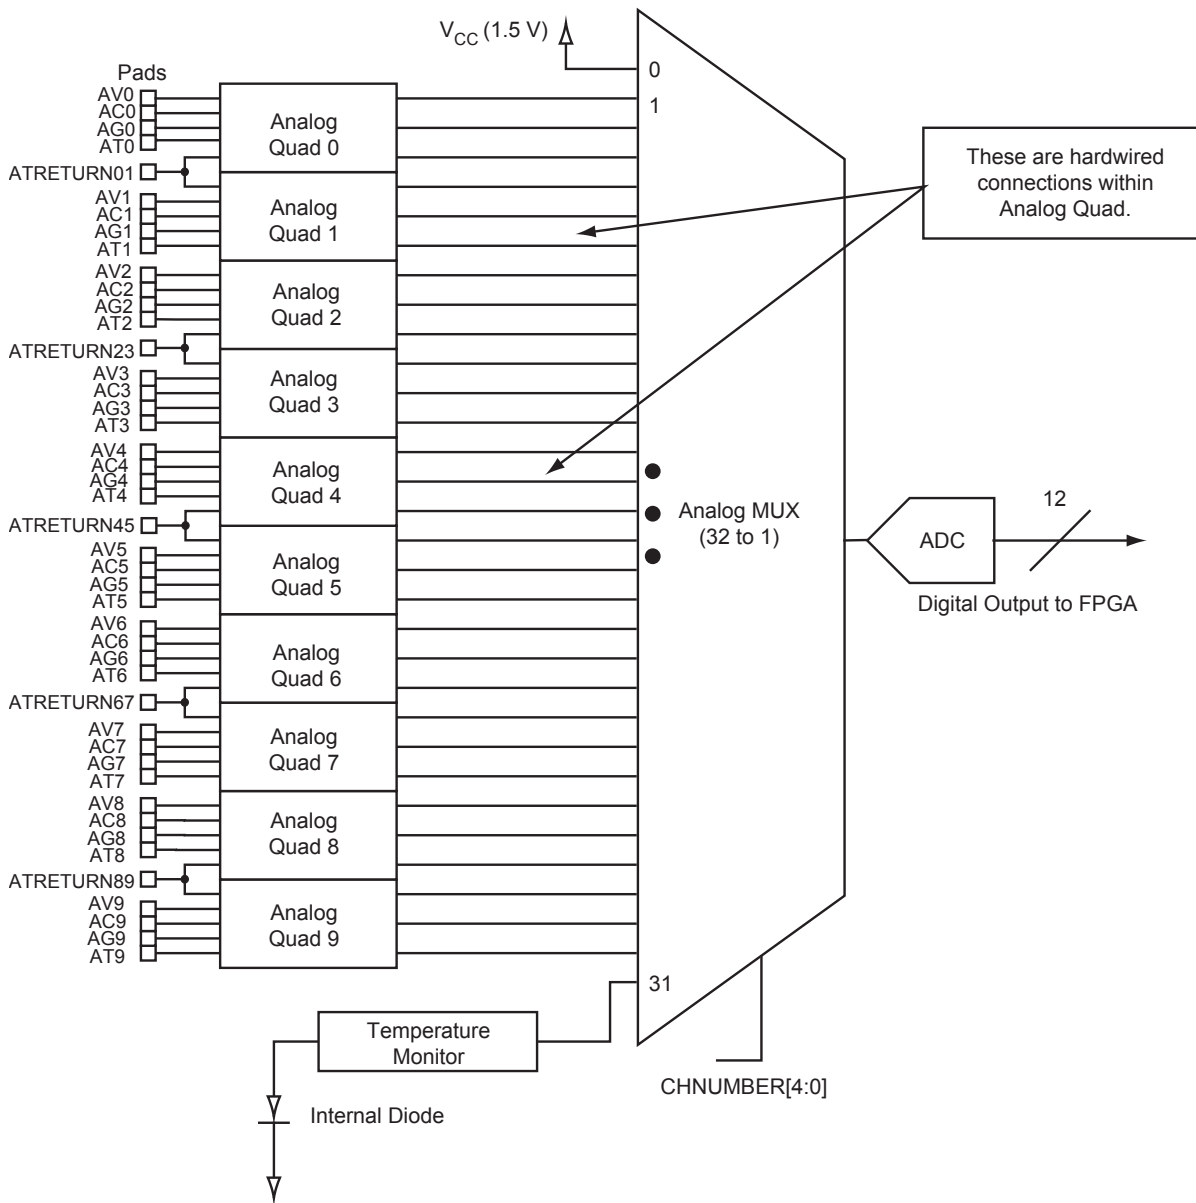 V_CC (1.5 V)
Pads
0
1
AV0
AC0
AG0
AT0
Analog
Quad 0
ATRETURN01
AV1
AC1
AG1
AT1
Analog
Quad 1
These are hardwired
connections within
Analog Quad.
AV2
AC2
AG2
AT2
Analog
Quad 2
ATRETURN23
AV3
AC3
AG3
AT3
Analog
Quad 3
AV4
AC4
AG4
AT4
Analog
Quad 4
Analog MUX
(32 to 1)
ADC
12
Digital Output to FPGA
ATRETURN45
AV5
AC5
AG5
AT5
Analog
Quad 5
AV6
AC6
AG6
AT6
Analog
Quad 6
ATRETURN67
AV7
AC7
AG7
AT7
Analog
Quad 7
AV8
AC8
AG8
AT8
Analog
Quad 8
ATRETURN89
AV9
AC9
AG9
AT9
Analog
Quad 9
31
Temperature
Monitor
CHNUMBER[4:0]
Internal Diode